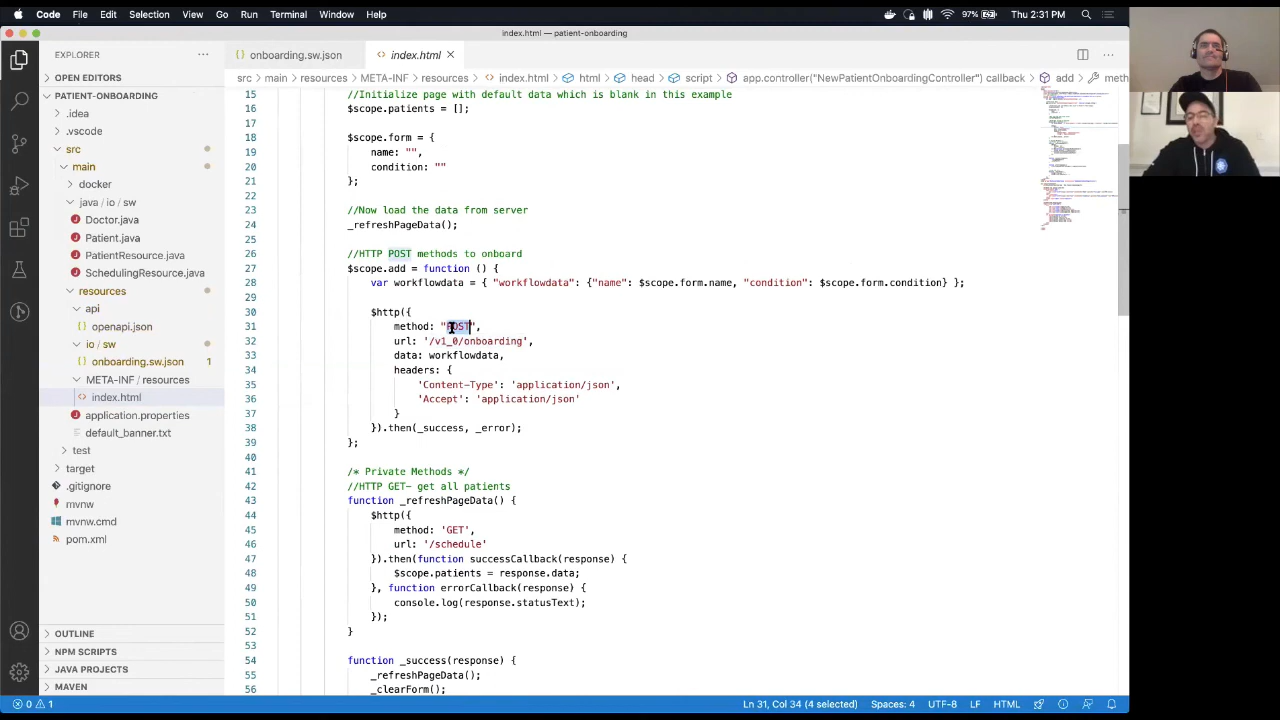 Code File Edit Selection View Go Run Terminal Window Help 97% Thu 2:31 PM
index.html — patient-onboarding
EXPLORER
onboarding.sw.json
index.html
OPEN EDITORS
src > main > resources > META-INF > resources > index.html > html > head > script > app.controller("NewPatientOnboardingController") callback > add > meth
PATIENT-ONBOARDING
.idea
.vscode
src
main
docker
java / io / sw
Doctor.java
Patient.java
PatientResource.java
SchedulingResource.java
resources
api
openapi.json
io / sw
onboarding.sw.json 1
META-INF / resources
index.html
application.properties
default_banner.txt
test
target
.gitignore
mvnw
mvnw.cmd
pom.xml
OUTLINE
NPM SCRIPTS
JAVA PROJECTS
MAVEN
15 //Initialize page with default data which is blank in this example
16 $scope.patients = [];
17
18 $scope.form = {
19 name: "",
20 condition: ""
21 };
22
23 //Now load the data from server
24 _refreshPageData();
25
26 //HTTP POST methods to onboard
27 $scope.add = function () {
28 var workflowdata = { "workflowdata": {"name": $scope.form.name, "condition": $scope.form.condition} };
29
30 $http({
31 method: "POST",
32 url: '/v1_0/onboarding',
33 data: workflowdata,
34 headers: {
35 'Content-Type': 'application/json',
36 'Accept': 'application/json'
37 }
38 }).then(_success, _error);
39 };
40
41 /* Private Methods */
42 //HTTP GET- get all patients
43 function _refreshPageData() {
44 $http({
45 method: 'GET',
46 url: '/schedule'
47 }).then(function successCallback(response) {
48 $scope.patients = response.data;
49 }, function errorCallback(response) {
50 console.log(response.statusText);
51 });
52 }
53
54 function _success(response) {
55 _refreshPageData();
56 _clearForm();
0 1 Ln 31, Col 34 (4 selected) Spaces: 4 UTF-8 LF HTML